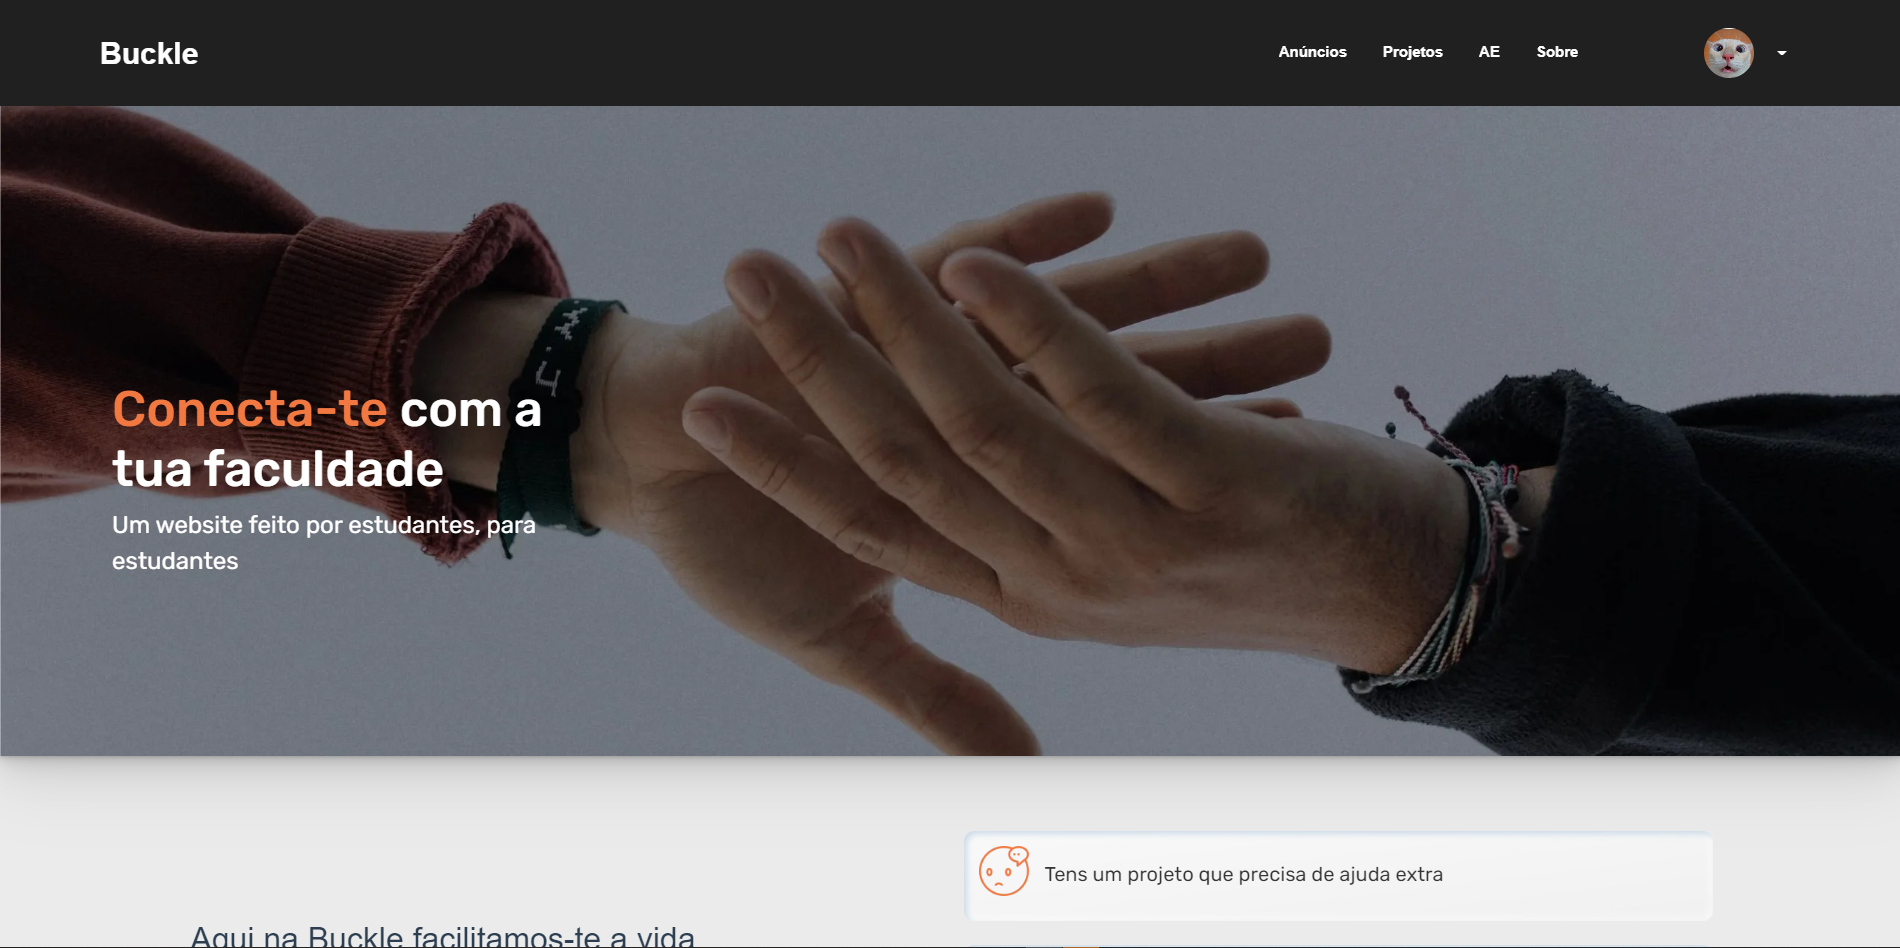 Buckle
Anúncios Projetos AE Sobre
Conecta-te com a
tua faculdade
Um website feito por estudantes, para
estudantes
Tens um projeto que precisa de ajuda extra
Aqui na Buckle facilitamos-te a vida